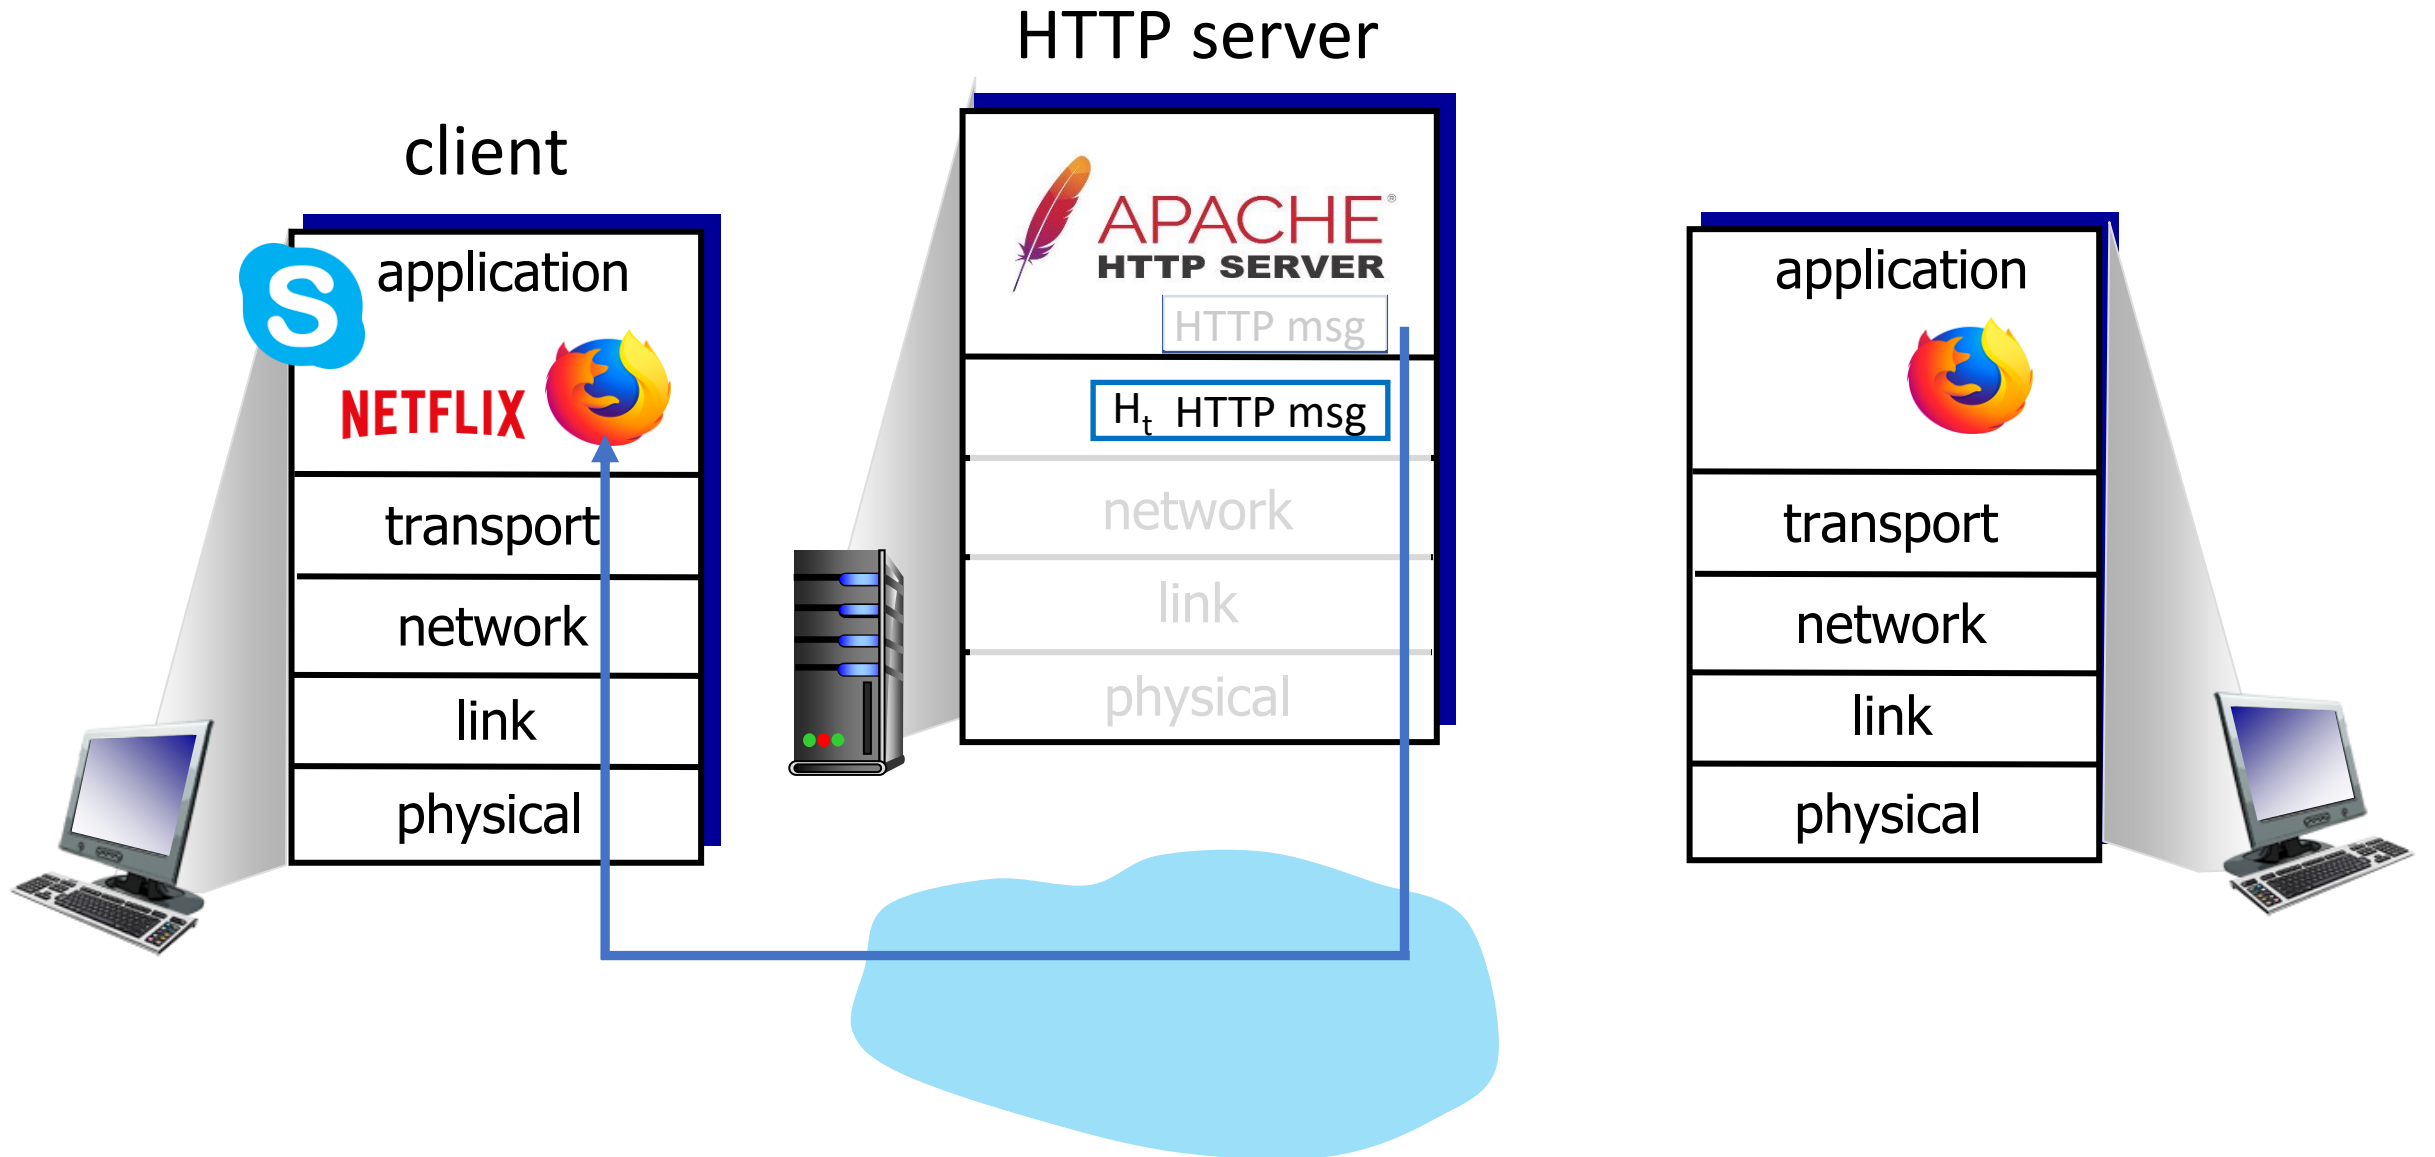 HTTP server
client
application
NETFLIX
transport
network
link
physical
APACHE®
HTTP SERVER
HTTP msg
Ht HTTP msg
network
link
physical
application
transport
network
link
physical